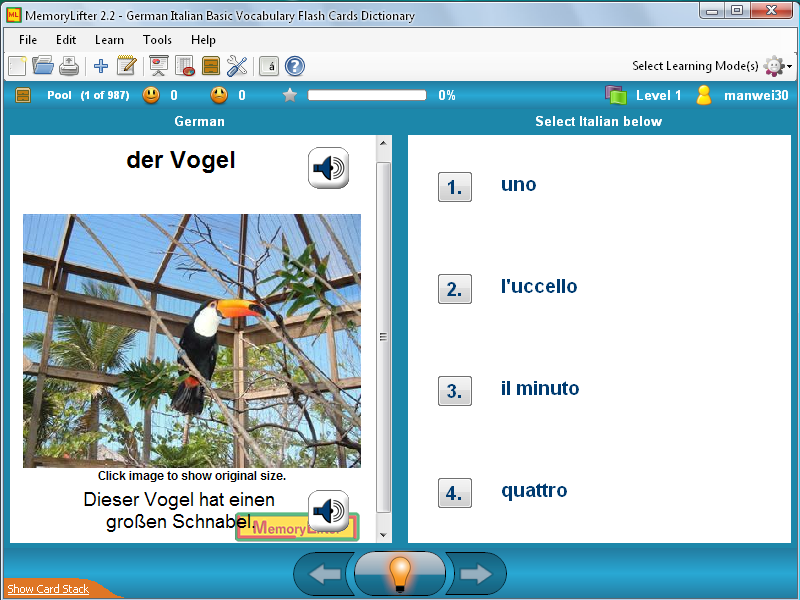 MemoryLifter 2.2 - German Italian Basic Vocabulary Flash Cards Dictionary
File Edit Learn Tools Help
á ? Select Learning Mode(s)
Pool (1 of 987) 0 0 0% Level 1 manwei30
German
Select Italian below
der Vogel
Click image to show original size.
Dieser Vogel hat einen
großen Schnabel.
MemoryLifter
1. uno
2. l'uccello
3. il minuto
4. quattro
Show Card Stack